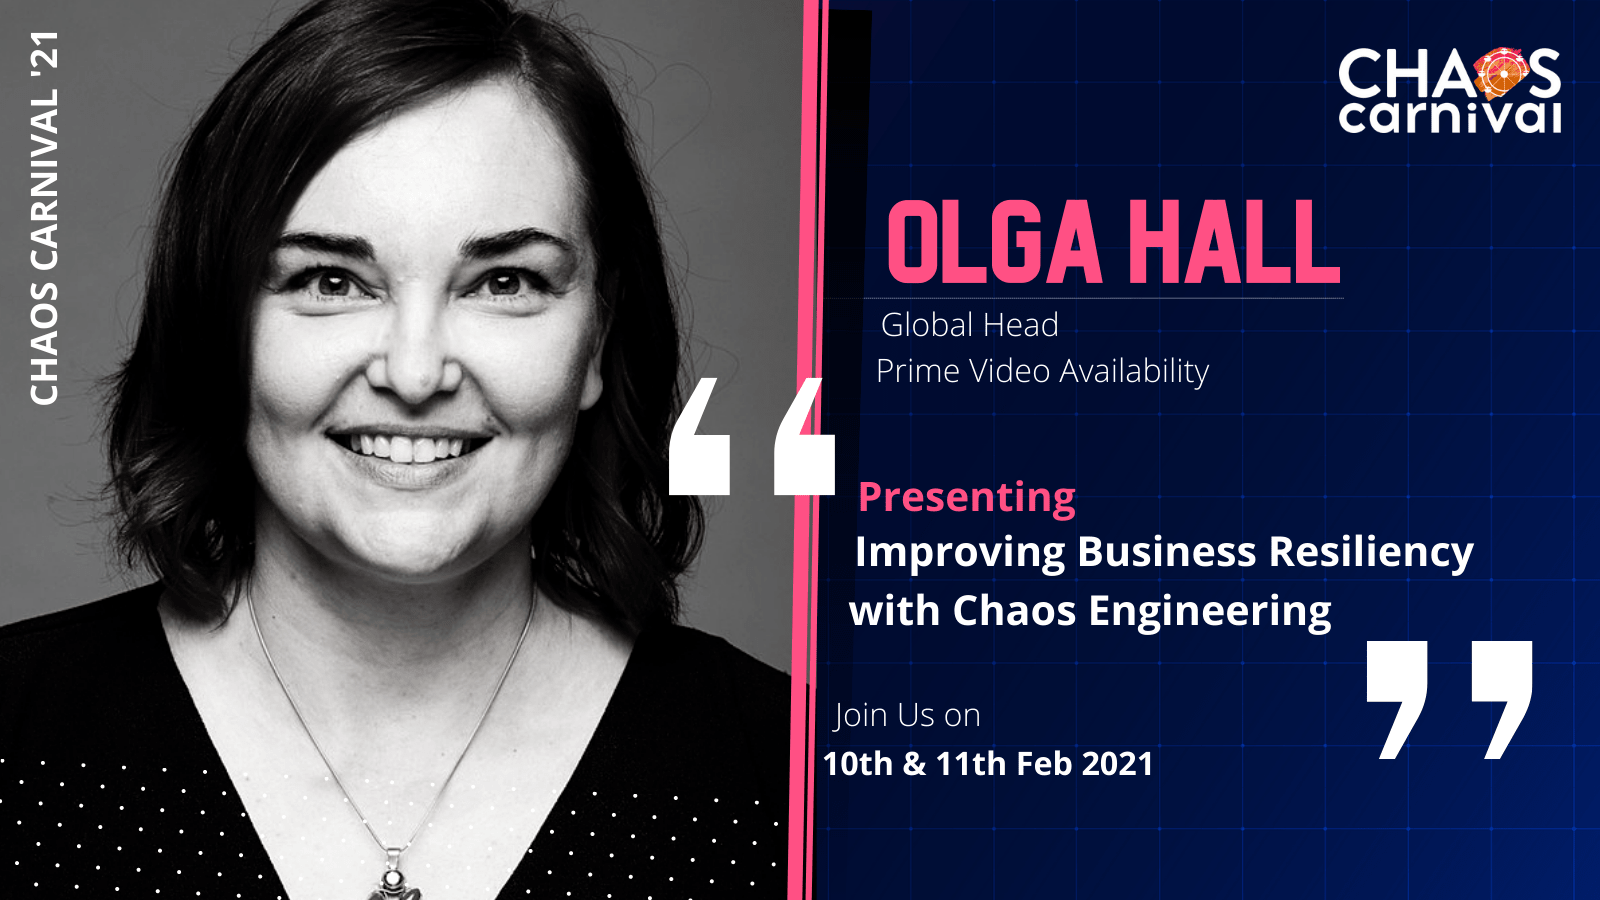 CHAOS CARNIVAL '21
CHAOS
carnival
OLGA HALL
Global Head
Prime Video Availability
“
Presenting
Improving Business Resiliency
with Chaos Engineering
”
Join Us on
10th & 11th Feb 2021